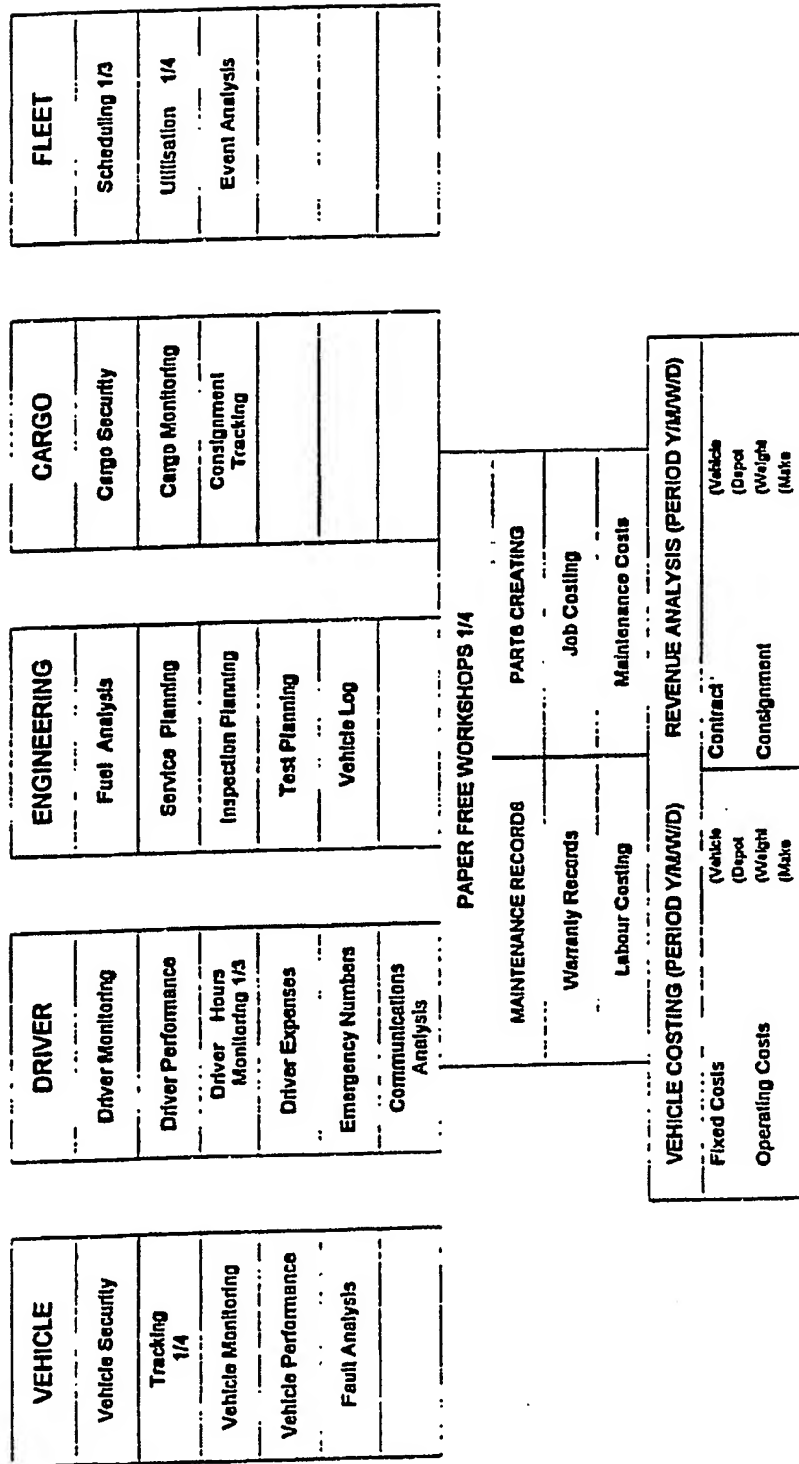 VEHICLE
Vehicle Security
Tracking
1/4
Vehicle Monitoring
Vehicle Performance
Fault Analysis
DRIVER
Driver Monitoring
Driver Performance
Driver Hours
Monitoring 1/3
Driver Expenses
Emergency Numbers
Communications
Analysis
ENGINEERING
Fuel Analysis
Service Planning
Inspection Planning
Test Planning
Vehicle Log
CARGO
Cargo Security
Cargo Monitoring
Consignment
Tracking
FLEET
Scheduling 1/3
Utilisation 1/4
Event Analysis
PAPER FREE WORKSHOPS 1/4
MAINTENANCE RECORDS
PARTS CREATING
Warranty Records
Job Costing
Labour Costing
Maintenance Costs
VEHICLE COSTING (PERIOD Y/M/W/D)
Fixed Costs
(Vehicle
(Depot
Operating Costs
(Weight
(Make
REVENUE ANALYSIS (PERIOD Y/M/W/D)
Contract
(Vehicle
(Depot
Consignment
(Weight
(Make